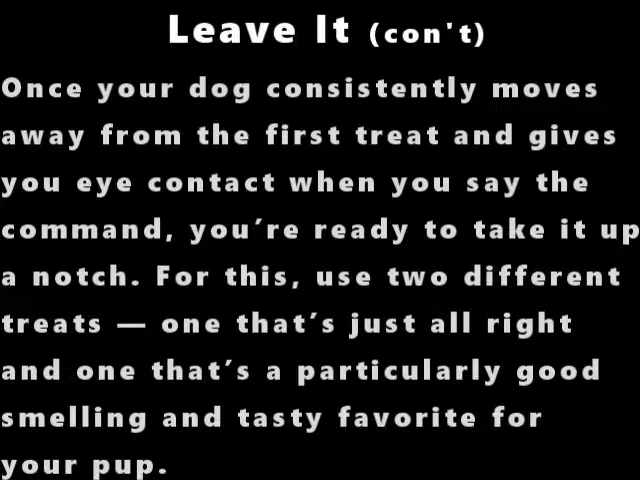 Leave It (con't)
Once your dog consistently moves
away from the first treat and gives
you eye contact when you say the
command, you’re ready to take it up
a notch. For this, use two different
treats — one that’s just all right
and one that’s a particularly good
smelling and tasty favorite for
your pup.